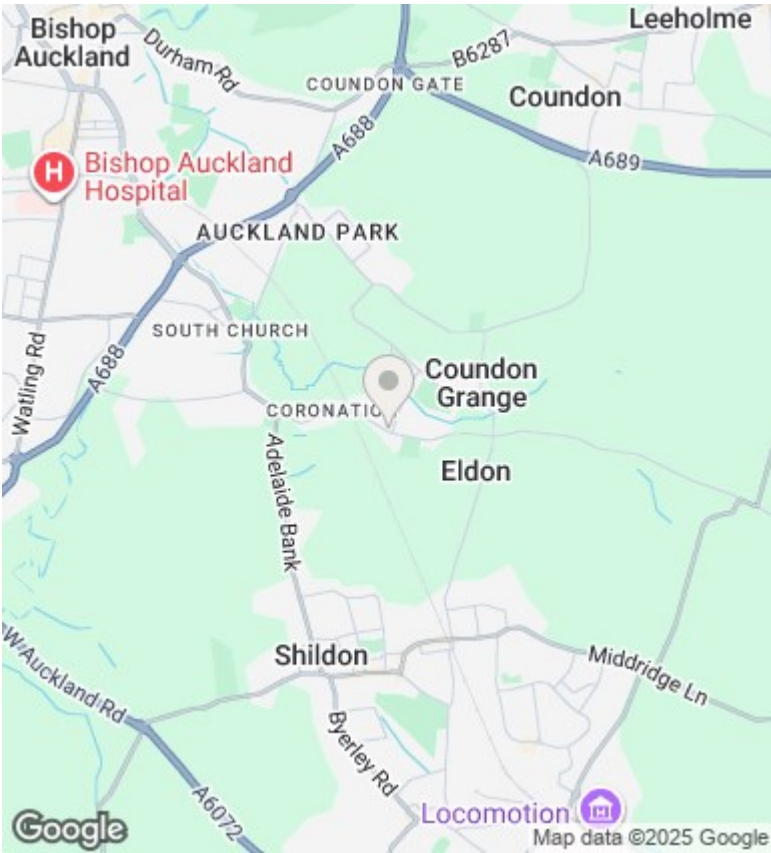 Bishop
Auckland
Leeholme
Durham Rd
B6287
COUNDON GATE
Coundon
A688
A689
H
Bishop Auckland
Hospital
AUCKLAND PARK
SOUTH CHURCH
Watling Rd
A688
Coundon
Grange
CORONATIO
Eldon
Adelaide Bank
Shildon
Middridge Ln
W Auckland Rd
Byerley Rd
A6072
Locomotion
Google
Map data ©2025 Google